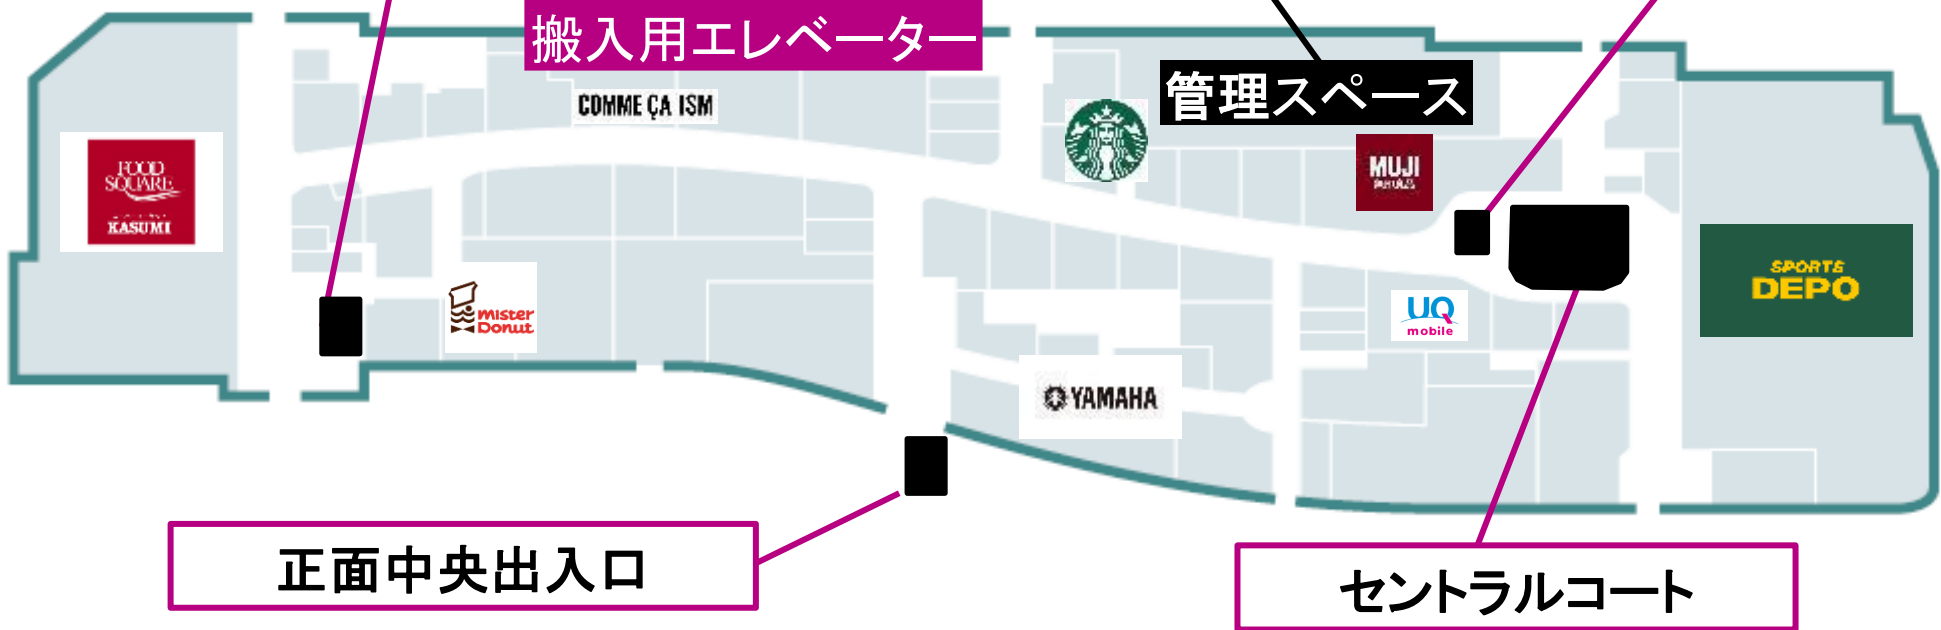 搬入用エレベーター
管理スペース
COMME ÇA ISM
MUJI
FOOD
SQUARE
KASUMI
SPORTS
DEPO
mister
Donut
UQ
mobile
YAMAHA
正面中央出入口
セントラルコート